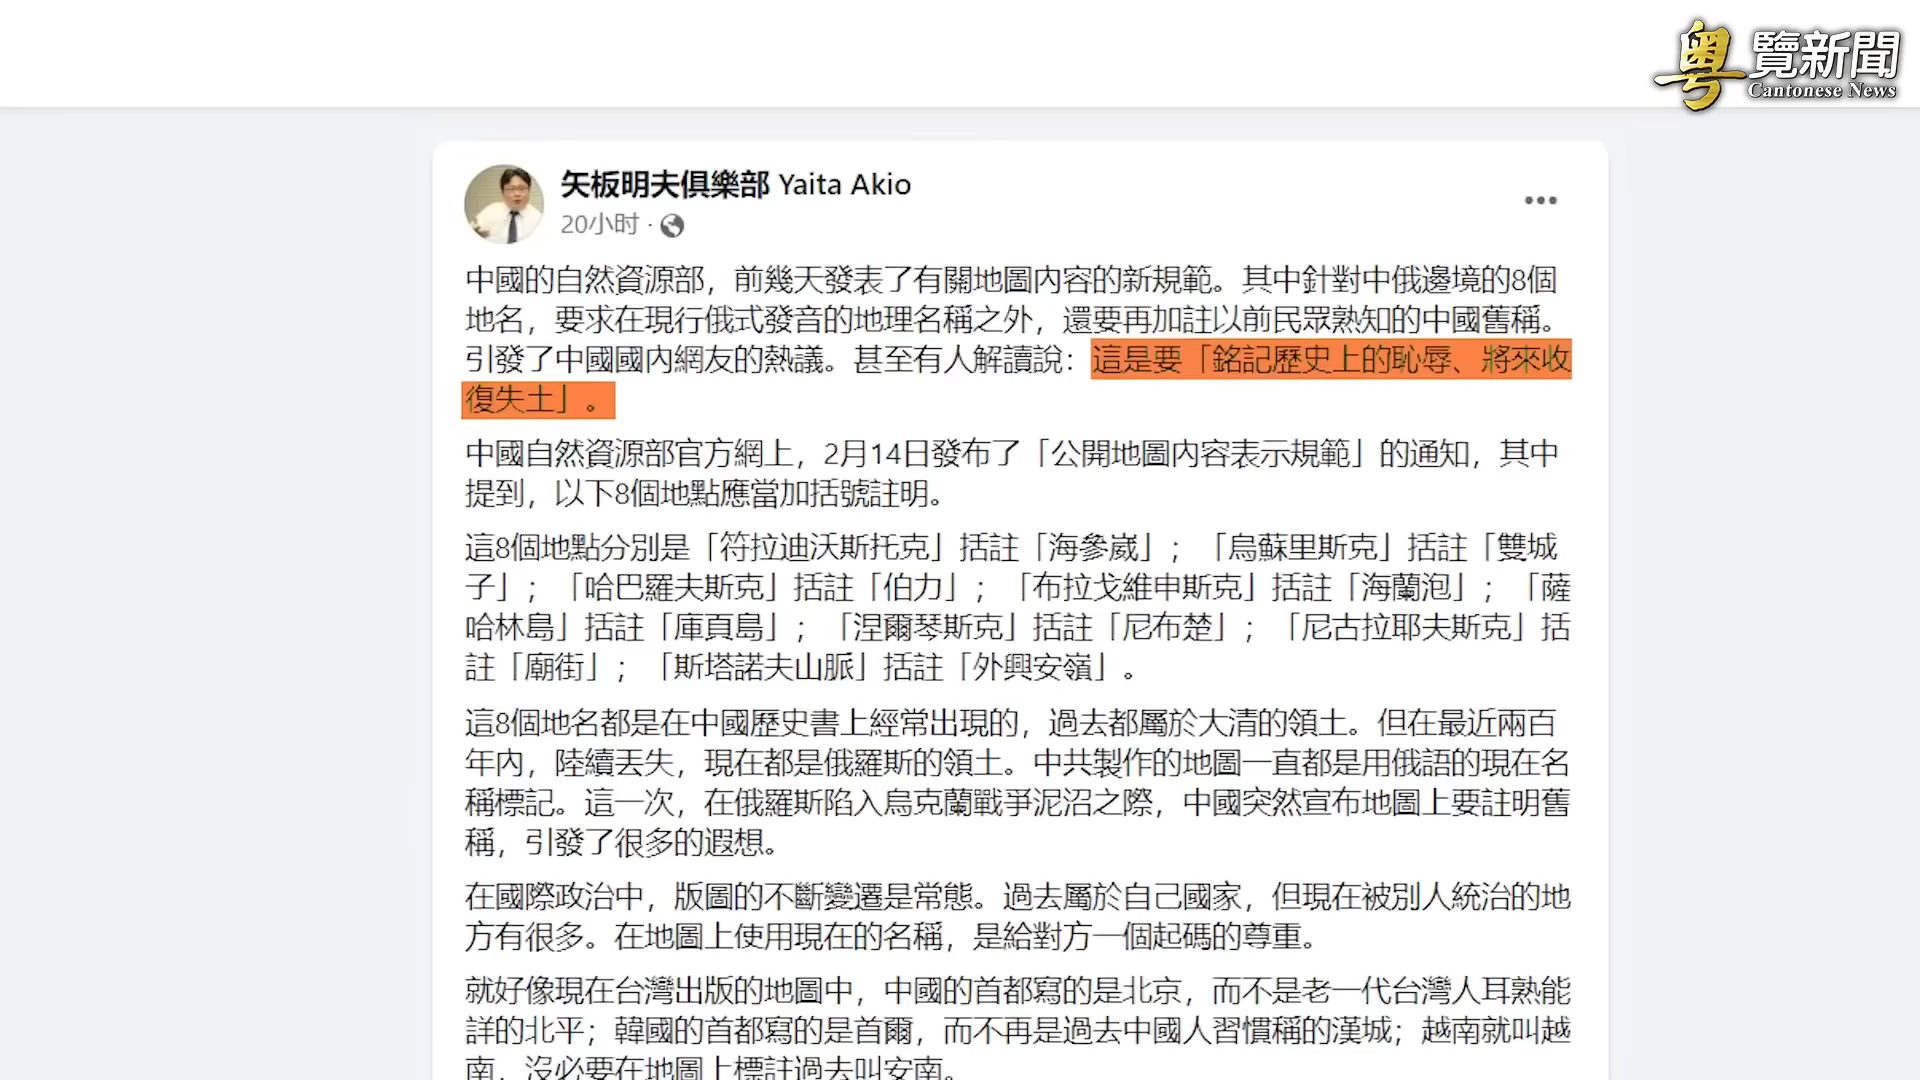 粵覽新聞
Cantonese News
矢板明夫俱樂部 Yaita Akio
20小时 ·
中國的自然資源部，前幾天發表了有關地圖內容的新規範。其中針對中俄邊境的8個
地名，要求在現行俄式發音的地理名稱之外，還要再加註以前民眾熟知的中國舊稱。
引發了中國國內網友的熱議。甚至有人解讀說：這是要「銘記歷史上的恥辱、將來收
復失土」。
中國自然資源部官方網上，2月14日發布了「公開地圖內容表示規範」的通知，其中
提到，以下8個地點應當加括號註明。
這8個地點分別是「符拉迪沃斯托克」括註「海參崴」；「烏蘇里斯克」括註「雙城
子」；「哈巴羅夫斯克」括註「伯力」；「布拉戈維申斯克」括註「海蘭泡」；「薩
哈林島」括註「庫頁島」；「涅爾琴斯克」括註「尼布楚」；「尼古拉耶夫斯克」括
註「廟街」；「斯塔諾夫山脈」括註「外興安嶺」。
這8個地名都是在中國歷史書上經常出現的，過去都屬於大清的領土。但在最近兩百
年內，陸續丟失，現在都是俄羅斯的領土。中共製作的地圖一直都是用俄語的現在名
稱標記。這一次，在俄羅斯陷入烏克蘭戰爭泥沼之際，中國突然宣布地圖上要註明舊
稱，引發了很多的遐想。
在國際政治中，版圖的不斷變遷是常態。過去屬於自己國家，但現在被別人統治的地
方有很多。在地圖上使用現在的名稱，是給對方一個起碼的尊重。
就好像現在台灣出版的地圖中，中國的首都寫的是北京，而不是老一代台灣人耳熟能
詳的北平；韓國的首都寫的是首爾，而不再是過去中國人習慣稱的漢城；越南就叫越
南，沒必要在地圖上標註過去叫安南。